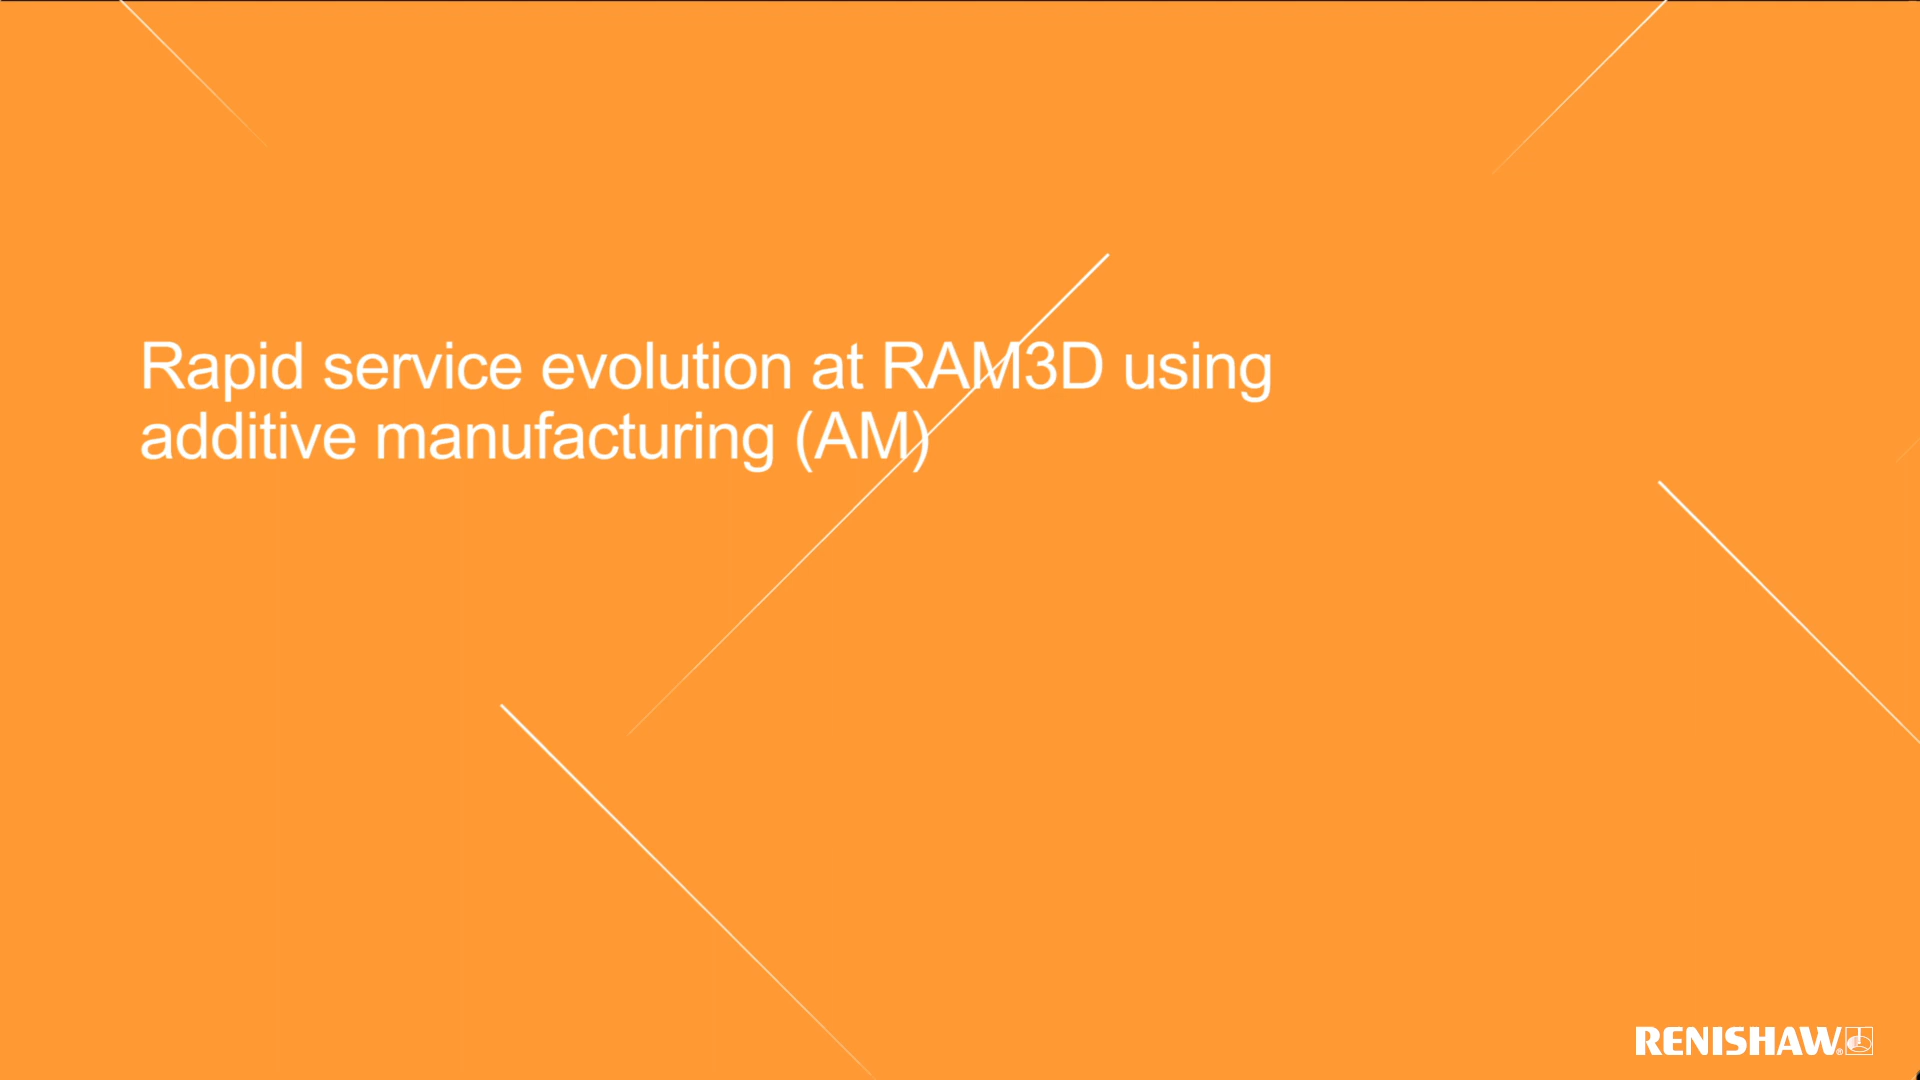 Rapid service evolution at RAM3D using
additive manufacturing (AM)
RENISHAW®